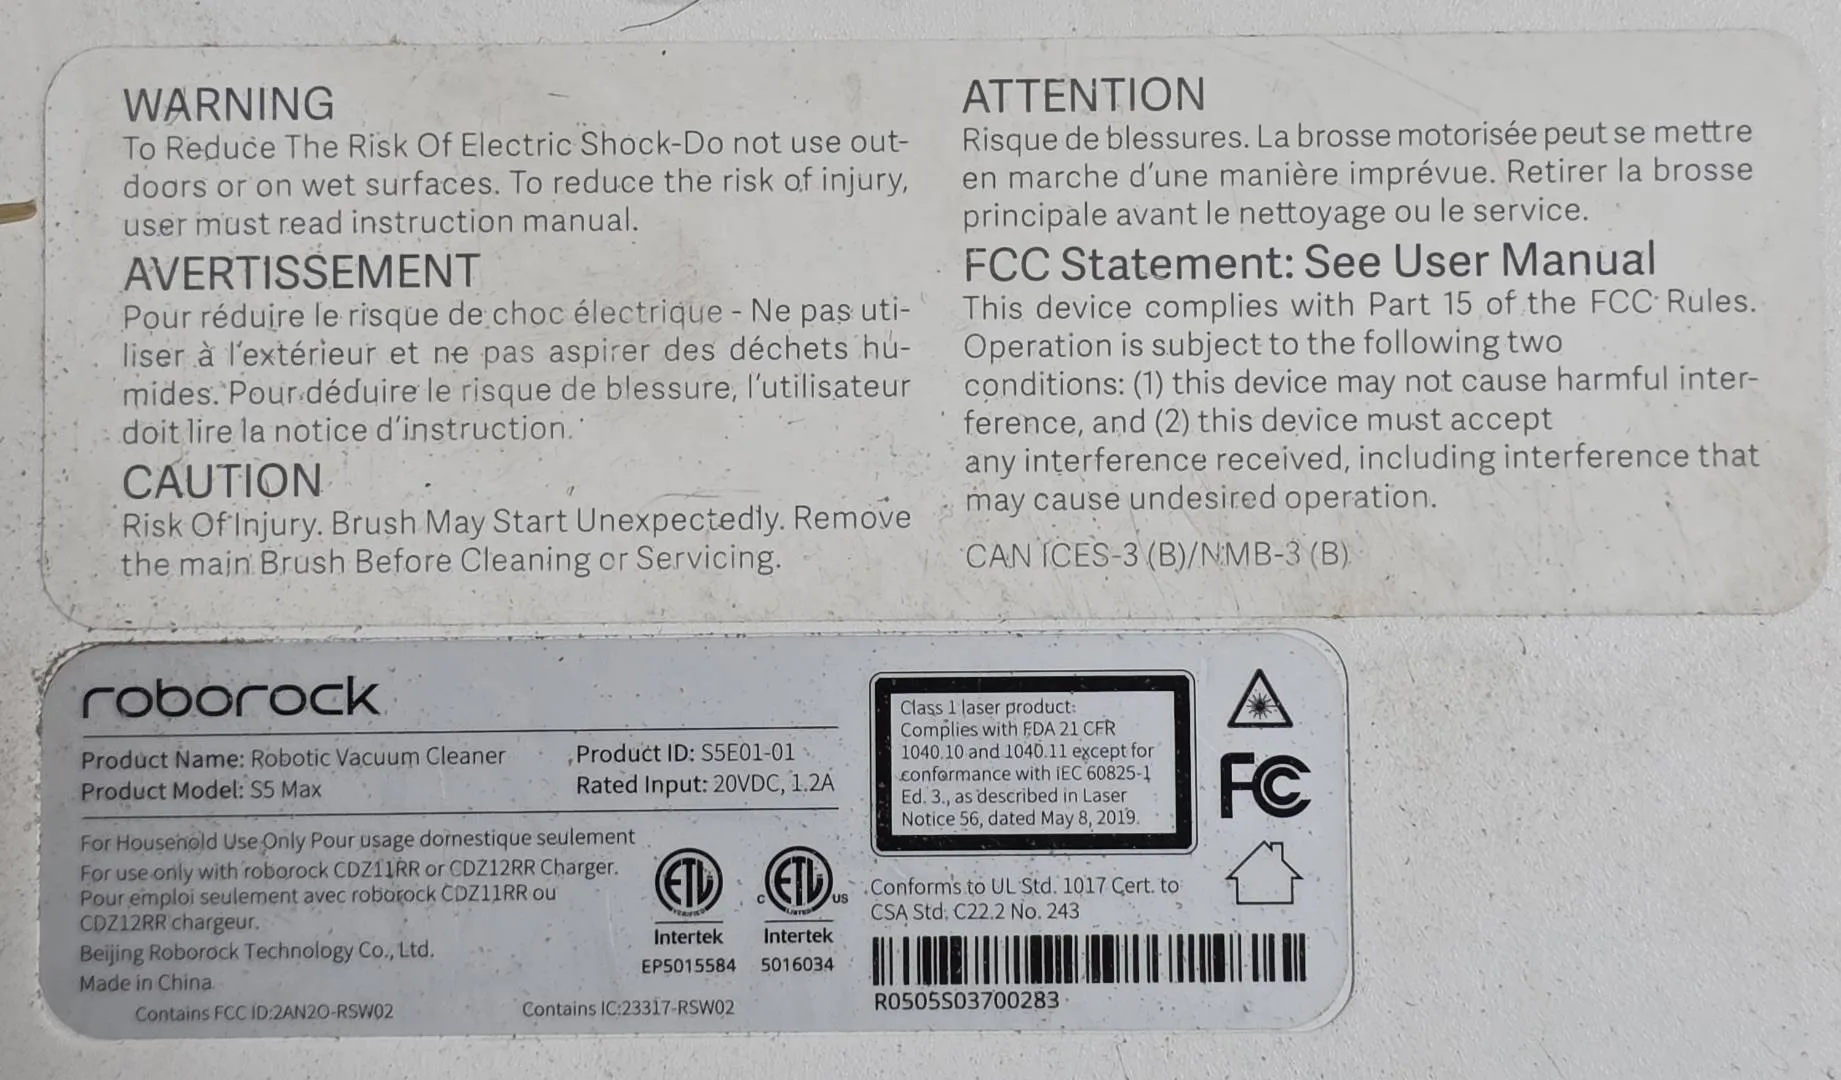 WARNING
To Reduce The Risk Of Electric Shock-Do not use out-
doors or on wet surfaces. To reduce the risk of injury,
user must read instruction manual.
AVERTISSEMENT
Pour réduire le risque de choc électrique - Ne pas uti-
liser à l'extérieur et ne pas aspirer des déchets hu-
mides. Pour déduire le risque de blessure, l'utilisateur
doit lire la notice d'instruction.
CAUTION
Risk Of Injury. Brush May Start Unexpectedly. Remove
the main Brush Before Cleaning or Servicing.
ATTENTION
Risque de blessures. La brosse motorisée peut se mettre
en marche d'une manière imprévue. Retirer la brosse
principale avant le nettoyage ou le service.
FCC Statement: See User Manual
This device complies with Part 15 of the FCC Rules.
Operation is subject to the following two
conditions: (1) this device may not cause harmful inter-
ference, and (2) this device must accept
any interference received, including interference that
may cause undesired operation.
CAN ICES-3 (B)/NMB-3 (B)
roborock
Product Name: Robotic Vacuum Cleaner
Product Model: S5 Max
Product ID: S5E01-01
Rated Input: 20VDC, 1.2A
For Household Use Only Pour usage domestique seulement
For use only with roborock CDZ11RR or CDZ12RR Charger.
Pour emploi seulement avec roborock CDZ11RR ou
CDZ12RR chargeur.
Beijing Roborock Technology Co., Ltd.
Made in China
Contains FCC ID:2AN2O-RSW02
Contains IC:23317-RSW02
ETL
VERIFIED
Intertek
EP5015584
C ETL US
LISTED
Intertek
5016034
Class 1 laser product:
Complies with FDA 21 CFR
1040.10 and 1040.11 except for
conformance with IEC 60825-1
Ed. 3., as described in Laser
Notice 56, dated May 8, 2019.
FC
Conforms to UL Std. 1017 Cert. to
CSA Std. C22.2 No. 243
R0505S03700283